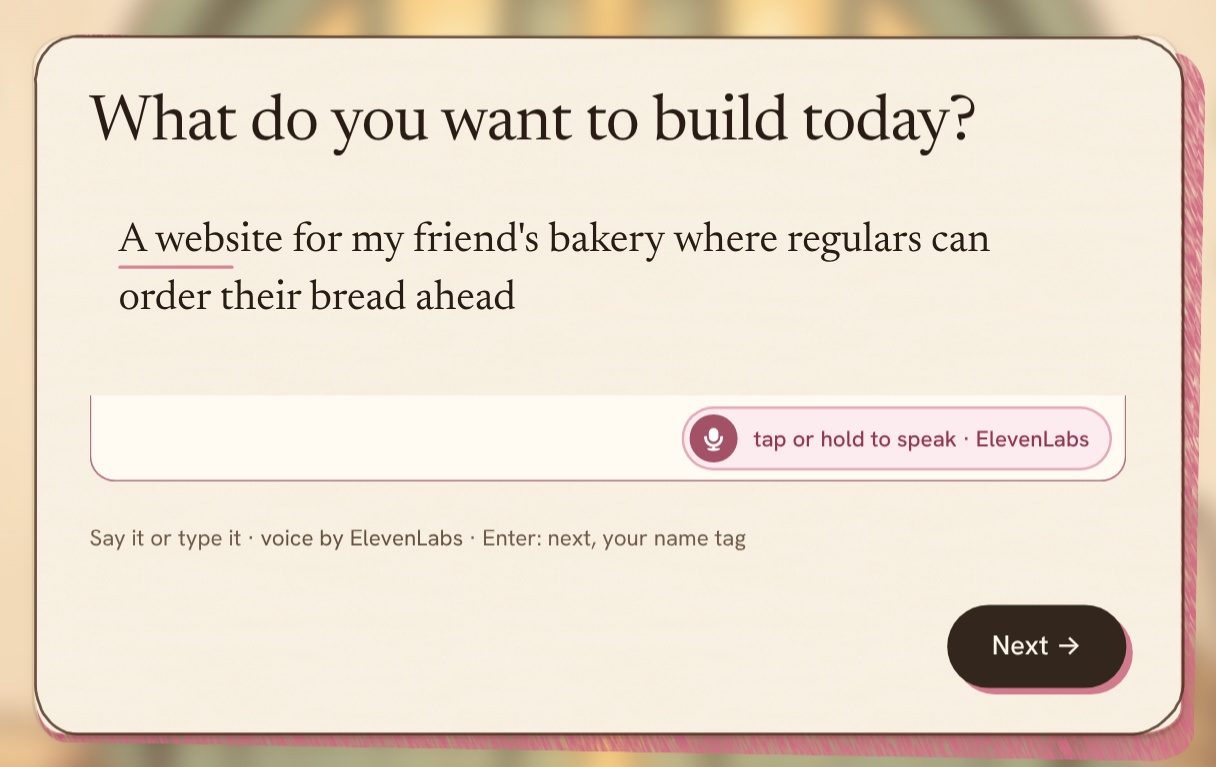 What do you want to build today?
A website for my friend's bakery where regulars can
order their bread ahead
tap or hold to speak · ElevenLabs
Say it or type it · voice by ElevenLabs · Enter: next, your name tag
Next →